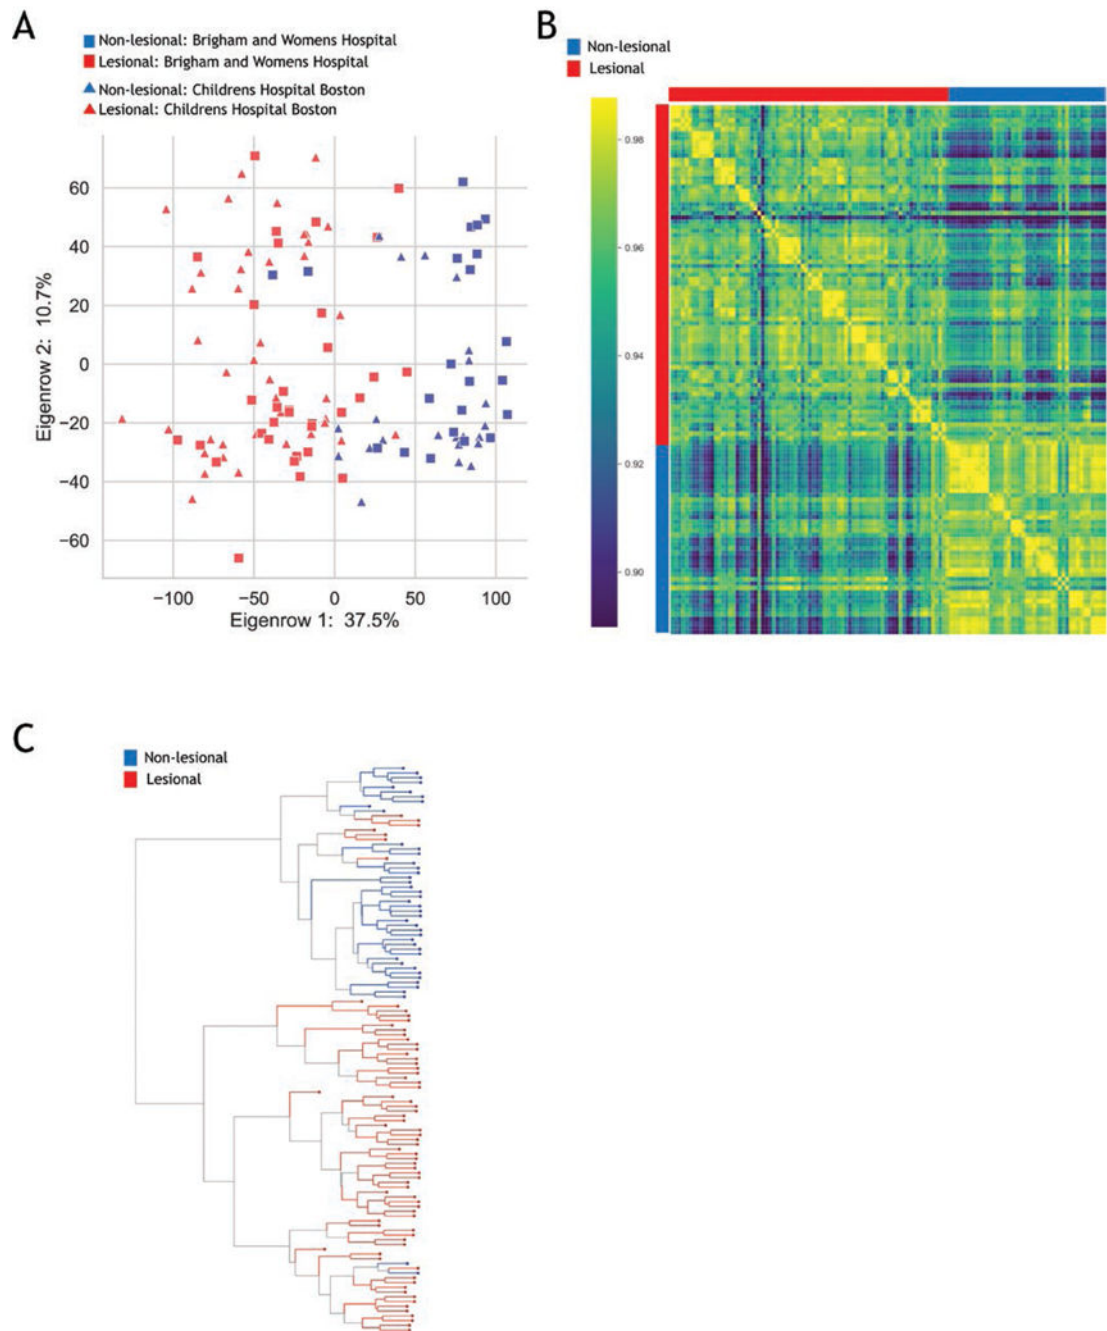 A
Non-lesional: Brigham and Womens Hospital
Lesional: Brigham and Womens Hospital
Non-lesional: Childrens Hospital Boston
Lesional: Childrens Hospital Boston
60
40
20
0
−20
−40
−60
Eigenrow 2: 10.7%
−100
−50
0
50
100
Eigenrow 1: 37.5%
B
Non-lesional
Lesional
0.98
0.96
0.94
0.92
0.90
C
Non-lesional
Lesional